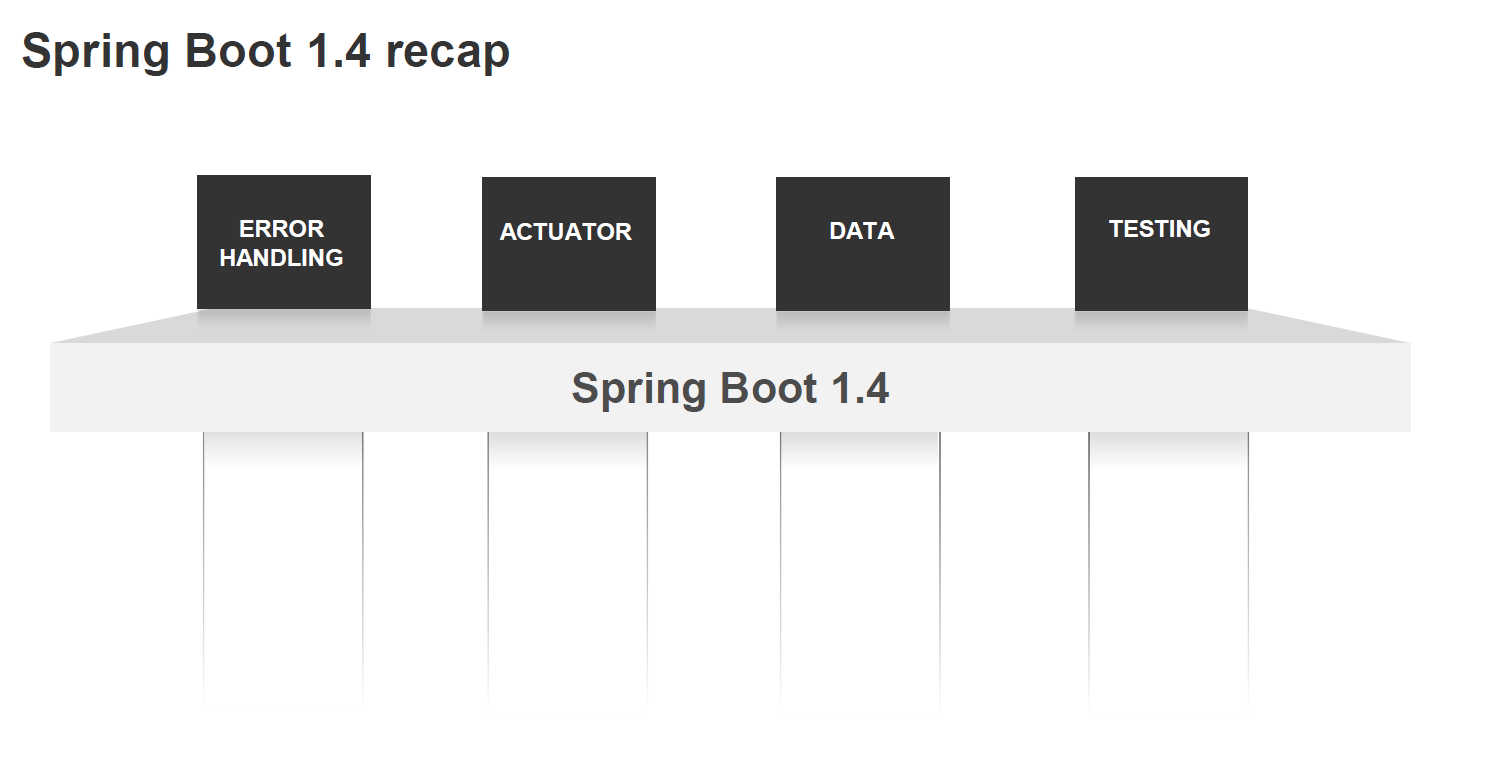 Spring Boot 1.4 recap
ERROR
HANDLING
ACTUATOR
DATA
TESTING
Spring Boot 1.4